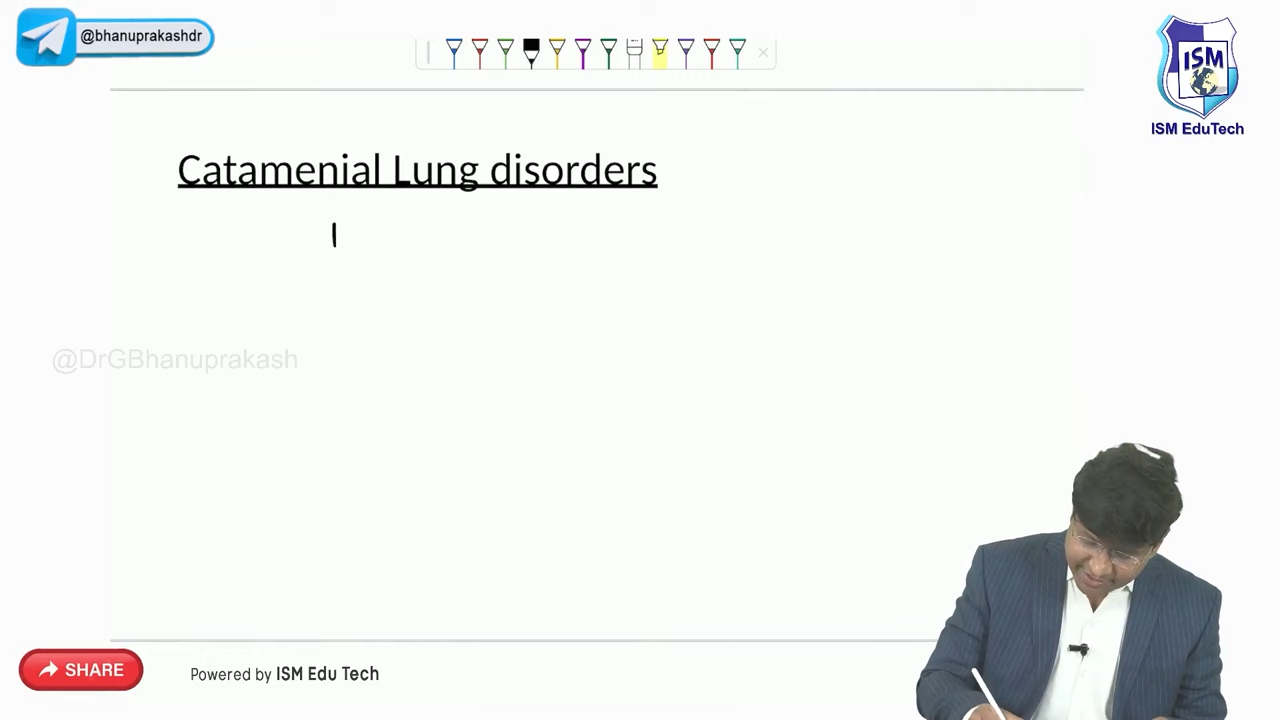 @bhanuprakashdr
ISM
ISM EduTech
Catamenial Lung disorders
@DrGBhanuprakash
SHARE
Powered by ISM Edu Tech